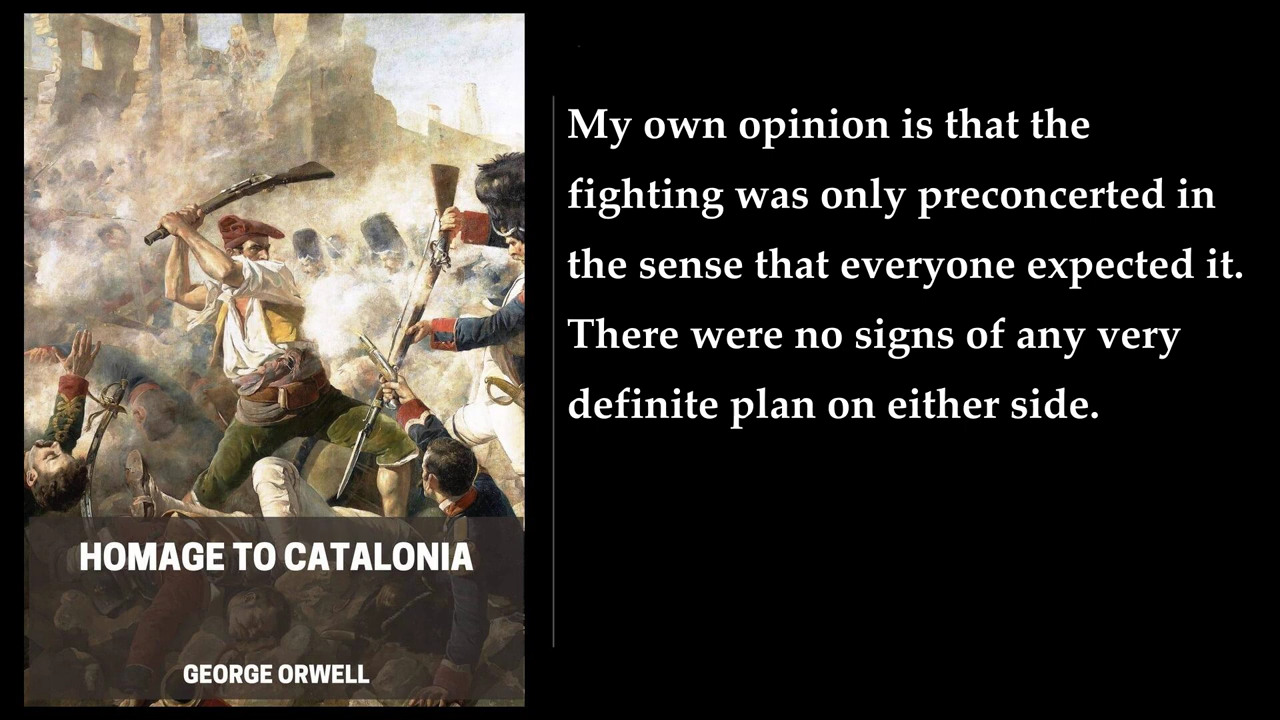 HOMAGE TO CATALONIA
GEORGE ORWELL
My own opinion is that the
fighting was only preconcerted in
the sense that everyone expected it.
There were no signs of any very
definite plan on either side.